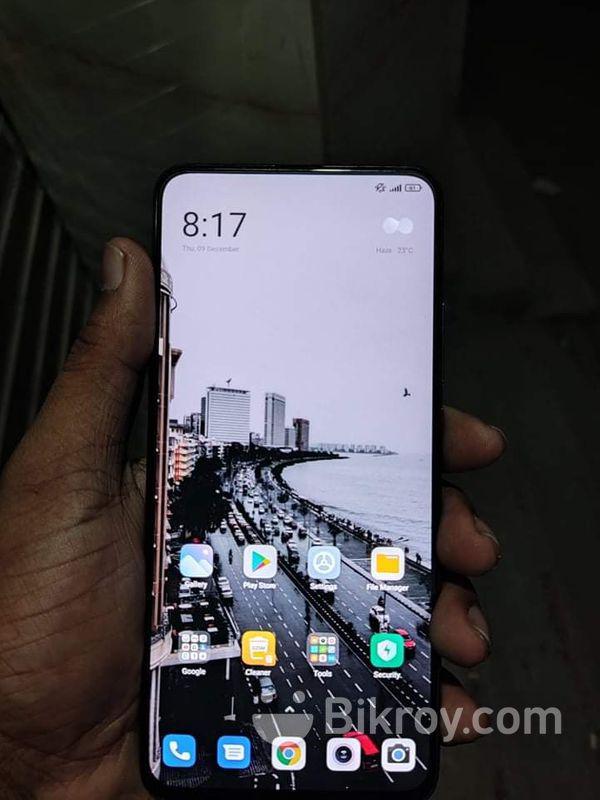 8:17
Thu, 09 December
Haze 23°C
Gallery
Play Store
Settings
File Manager
Google
Cleaner
Tools
Security
Bikroy.com